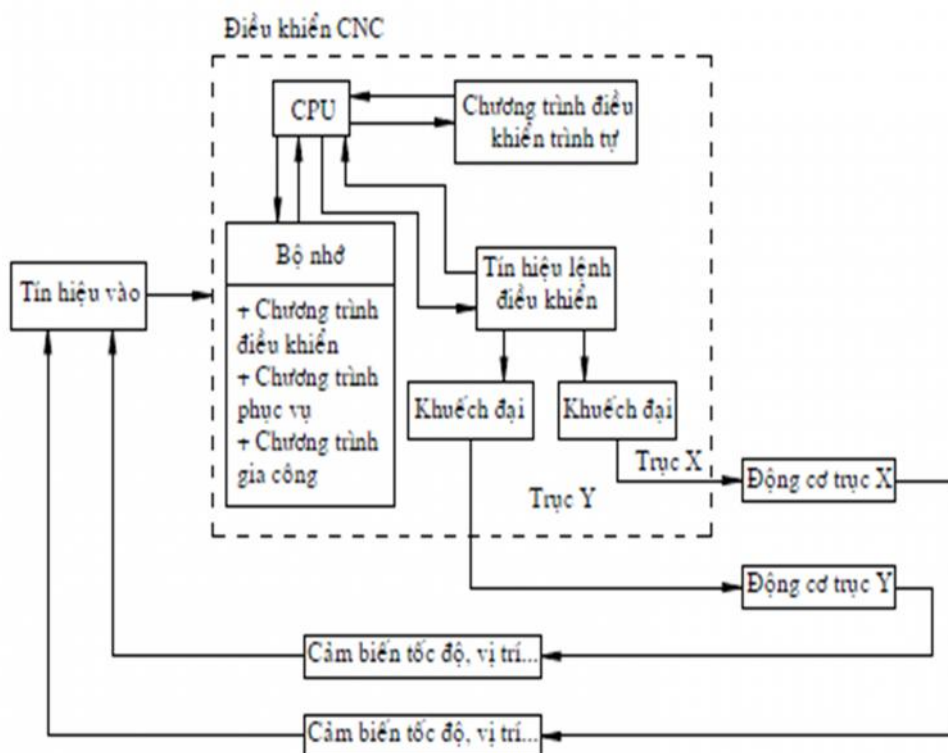 Điều khiển CNC
CPU
Chương trình điều
khiển trình tự
Bộ nhớ
+ Chương trình
điều khiển
+ Chương trình
phục vụ
+ Chương trình
gia công
Tín hiệu vào
Tín hiệu lệnh
điều khiển
Khuếch đại
Khuếch đại
Trục X
Trục Y
Động cơ trục X
Động cơ trục Y
Cảm biến tốc độ, vị trí...
Cảm biến tốc độ, vị trí...